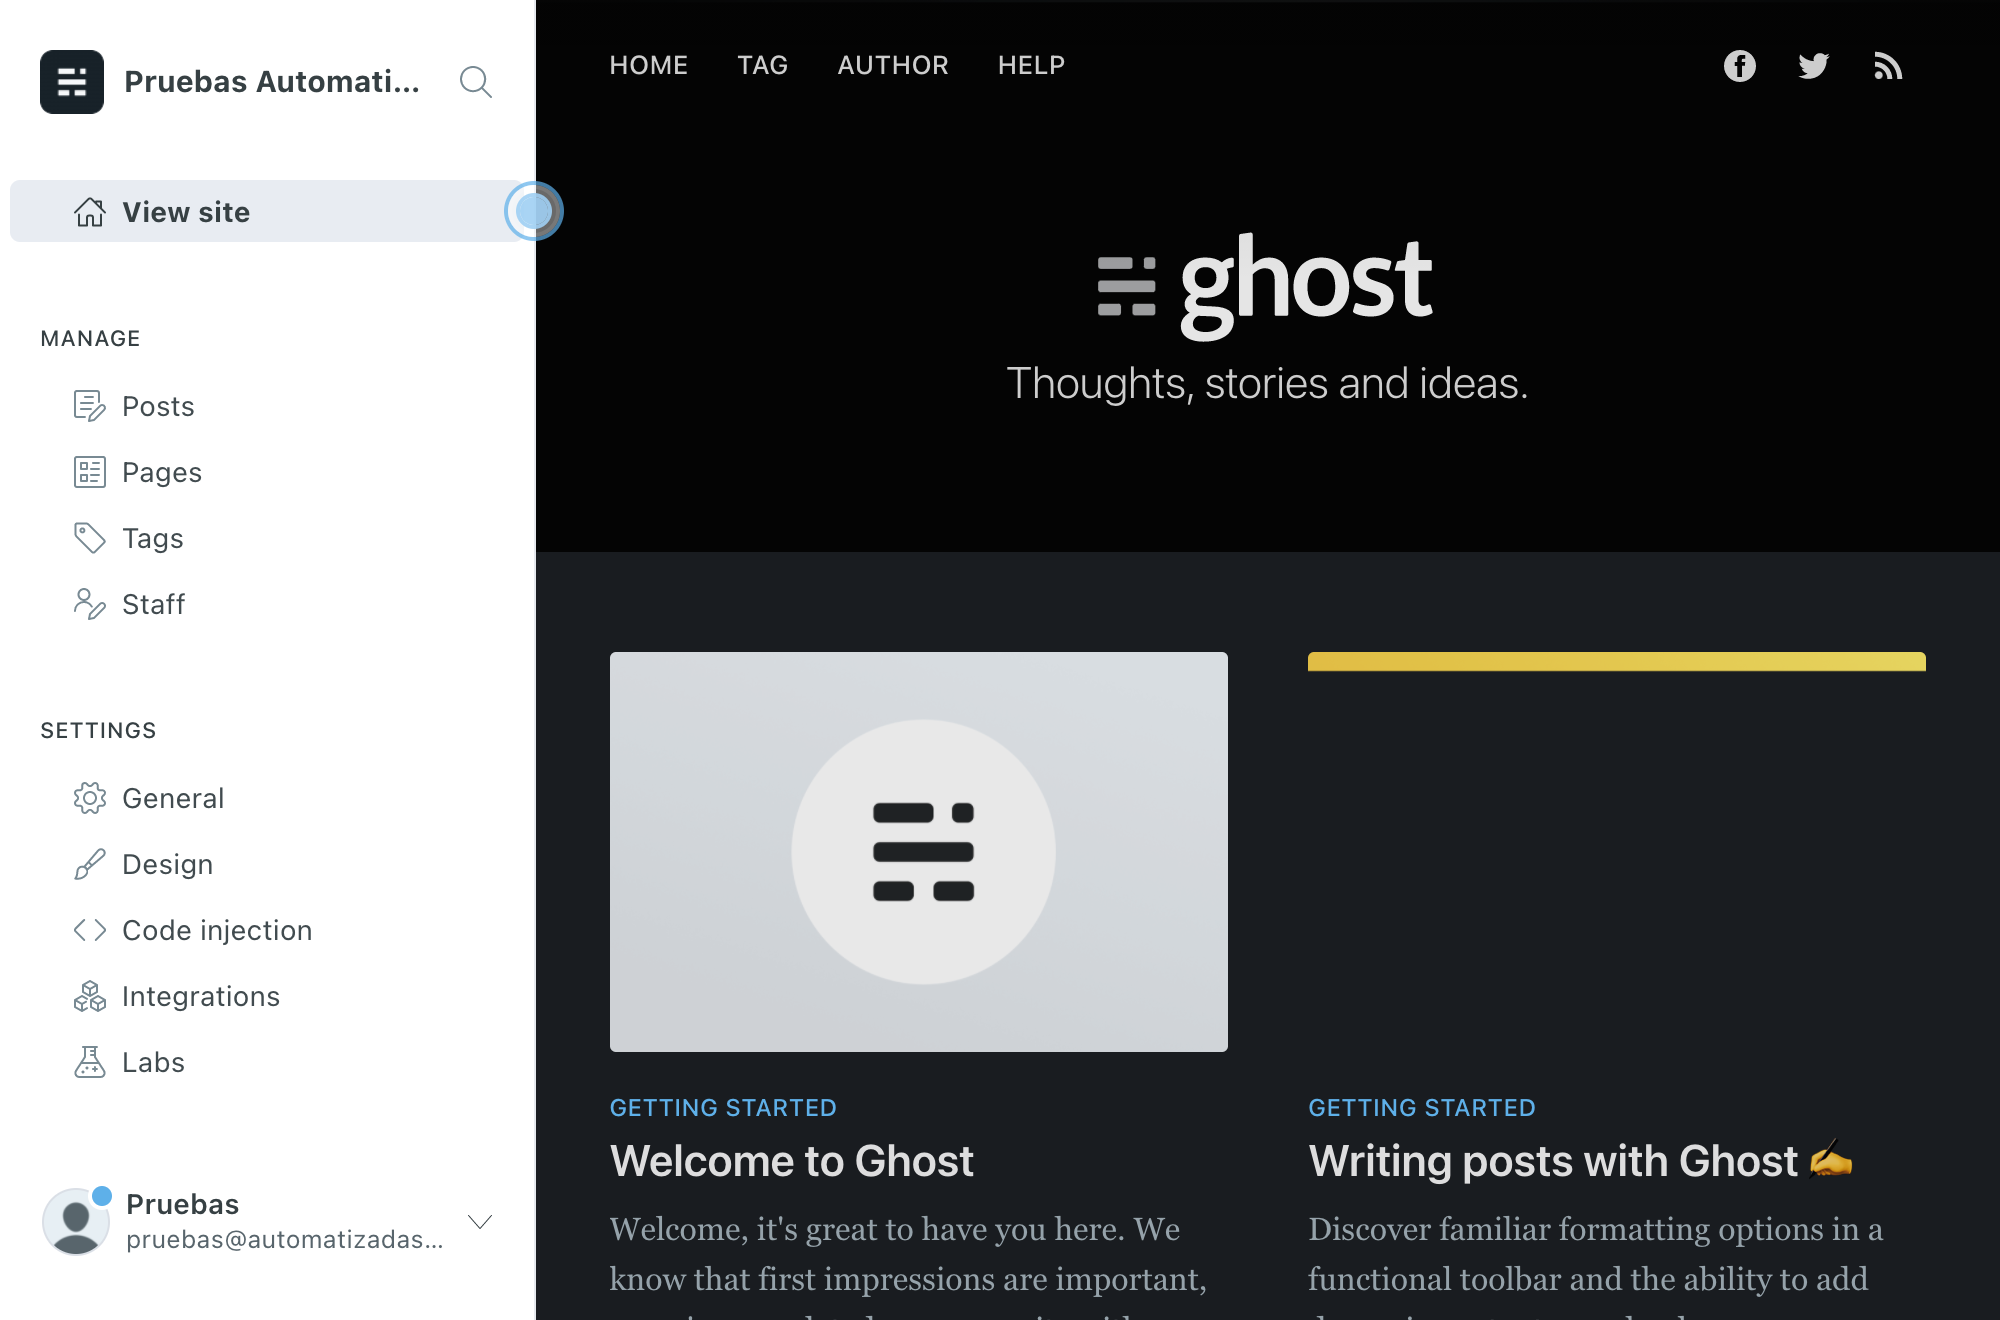 Pruebas Automati...
View site
MANAGE
Posts
Pages
Tags
Staff
SETTINGS
General
Design
Code injection
Integrations
Labs
Pruebas
pruebas@automatizadas...
HOME TAG AUTHOR HELP
ghost
Thoughts, stories and ideas.
GETTING STARTED
Welcome to Ghost
Welcome, it's great to have you here. We
know that first impressions are important,
GETTING STARTED
Writing posts with Ghost ✍️
Discover familiar formatting options in a
functional toolbar and the ability to add